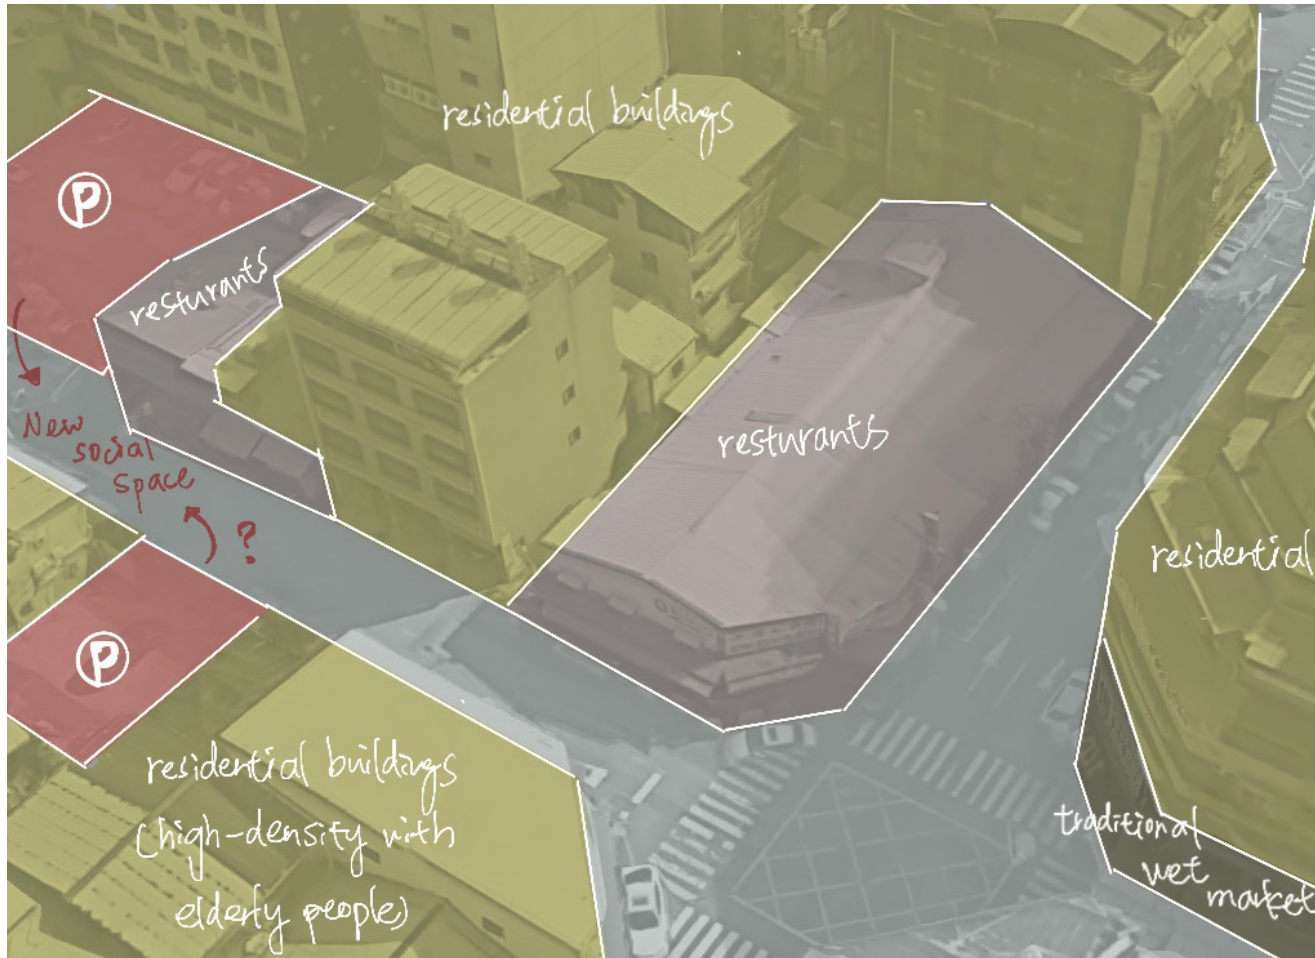 residential buildings
P
resturants
New
social
space
?
resturants
residential
P
residential buildings
(high-density with
elderly people)
traditional
wet
market